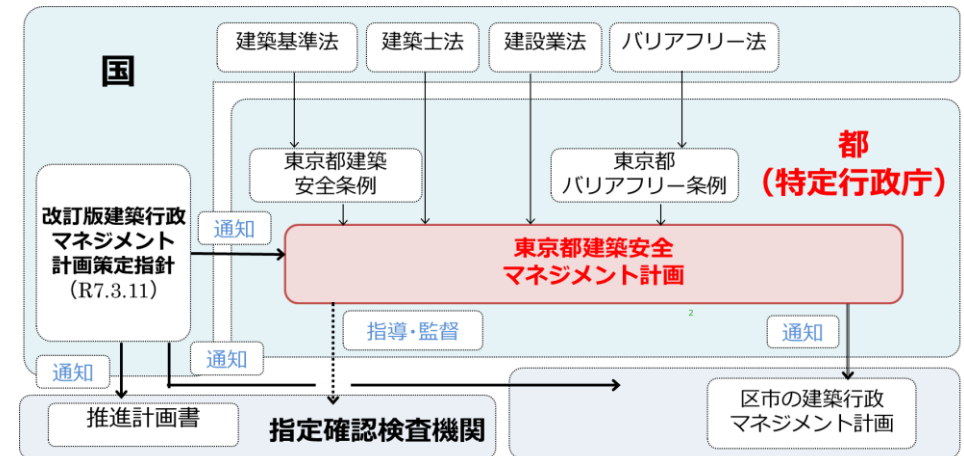 国
建築基準法
建築士法
建設業法
バリアフリー法
都
（特定行政庁）
東京都建築
安全条例
東京都
バリアフリー条例
改訂版建築行政
マネジメント
計画策定指針
（R7.3.11）
通知
東京都建築安全
マネジメント計画
2
指導・監督
通知
通知
通知
推進計画書
指定確認検査機関
区市の建築行政
マネジメント計画